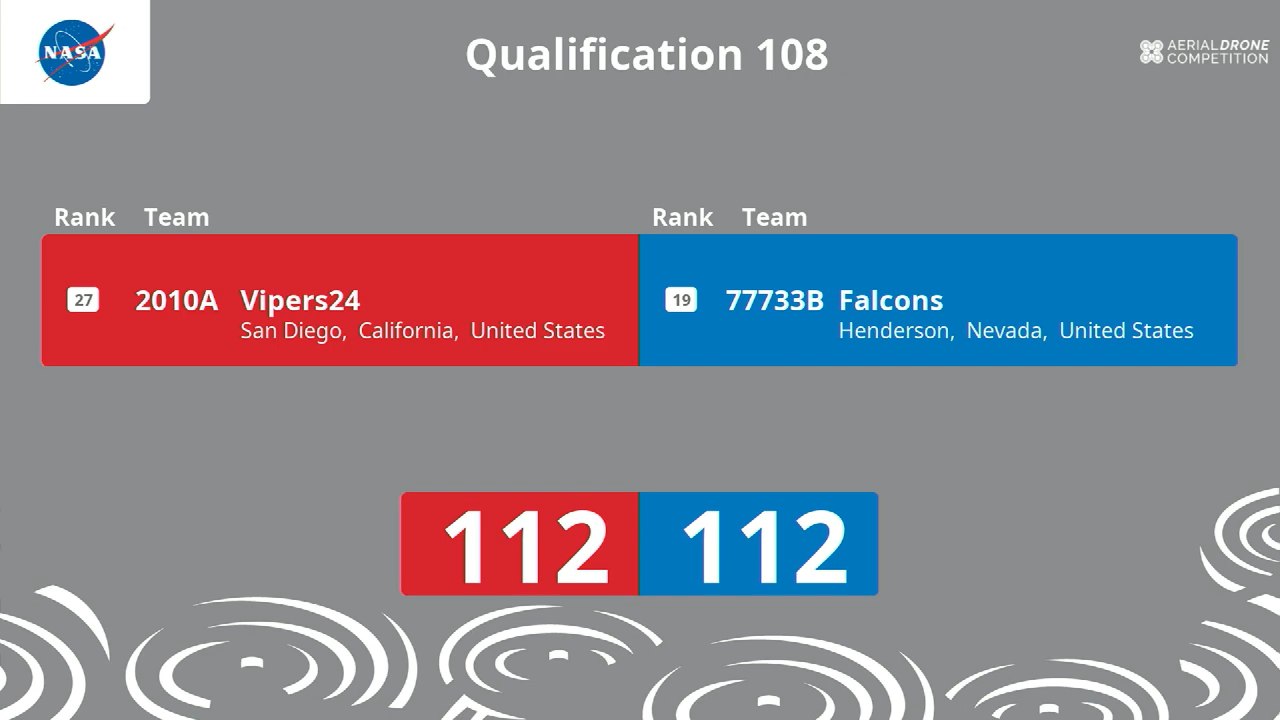 NASA
Qualification 108
AERIALDRONE
COMPETITION
Rank Team
27 2010A Vipers24
San Diego, California, United States
Rank Team
19 77733B Falcons
Henderson, Nevada, United States
112 112